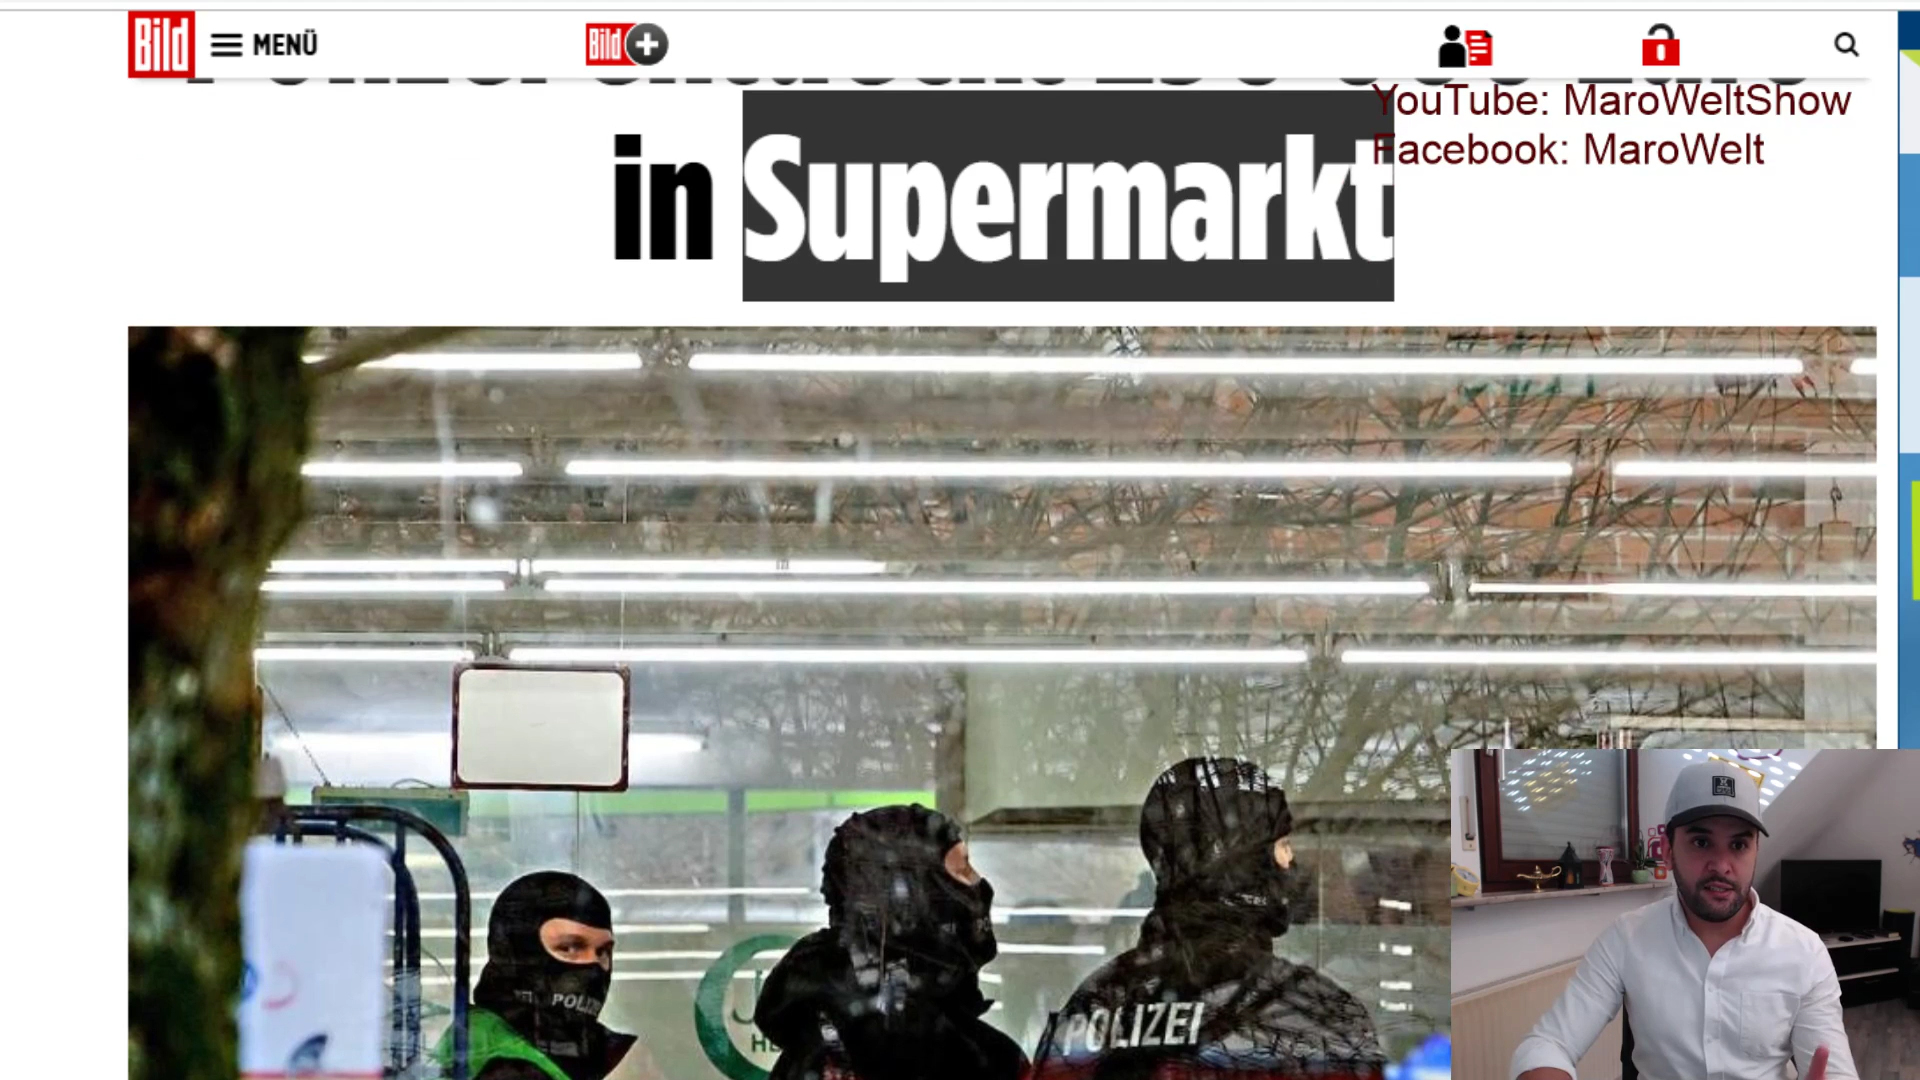 Bild
MENÜ
Bild +
YouTube: MaroWeltShow
Facebook: MaroWelt
in Supermarkt
POLIZEI